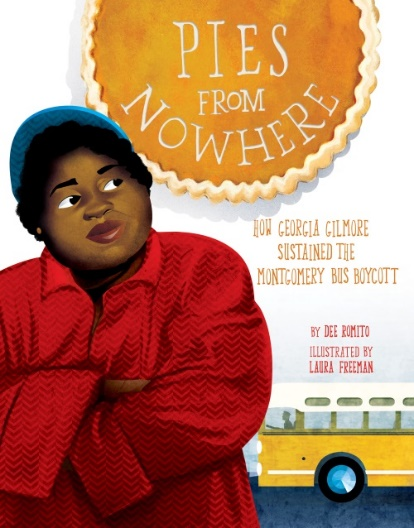 PIES
FROM
NOWHERE
HOW GEORGIA GILMORE
SUSTAINED THE
MONTGOMERY BUS BOYCOTT
BY DEE ROMITO
ILLUSTRATED BY
LAURA FREEMAN